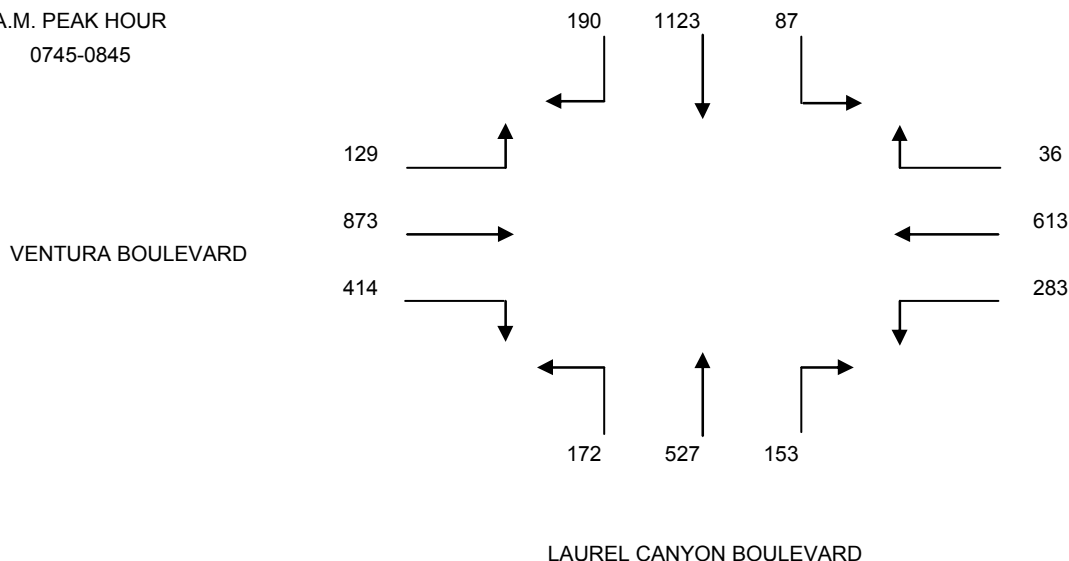 A.M. PEAK HOUR
0745-0845
190 1123 87
129 36
873 613
VENTURA BOULEVARD
414 283
172 527 153
LAUREL CANYON BOULEVARD